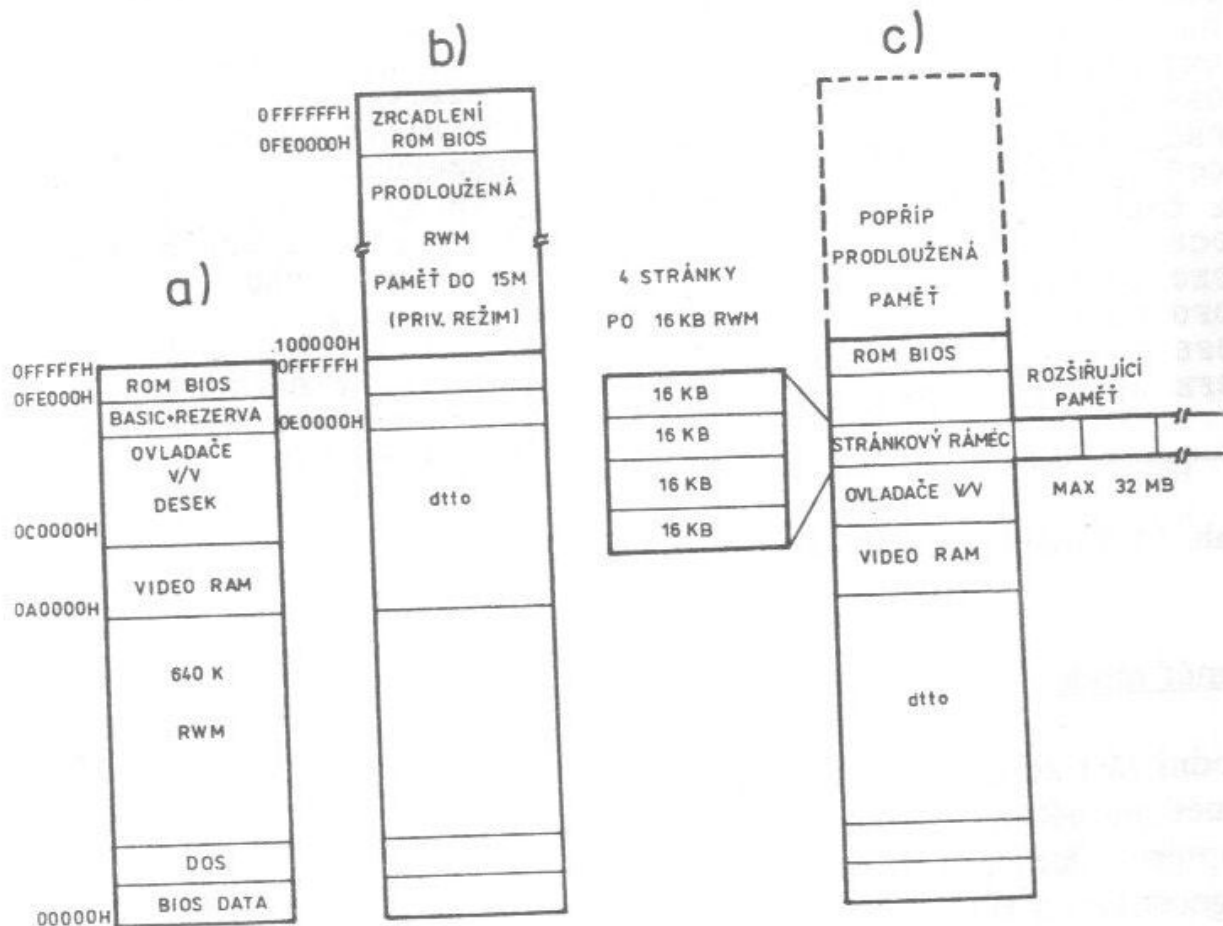 a)
0FFFFFH
0FE000H
ROM BIOS
BASIC+REZERVA
OVLADAČE
V/V
DESEK
0C0000H
VIDEO RAM
0A0000H
640 K
RWM
DOS
BIOS DATA
00000H
b)
0FFFFFFH
0FE0000H
ZRCADLENÍ
ROM BIOS
PRODLOUŽENÁ
RWM
PAMĚŤ DO 15M
(PRIV. REŽIM)
100000H
0FFFFFH
0E0000H
dtto
c)
POPŘÍP
PRODLOUŽENÁ
PAMĚŤ
4 STRÁNKY
PO 16 KB RWM
16 KB
16 KB
16 KB
16 KB
ROM BIOS
STRÁNKOVÝ RÁMEC
OVLADAČE V/V
VIDEO RAM
dtto
ROZŠIŘUJÍCÍ
PAMĚŤ
MAX 32 MB